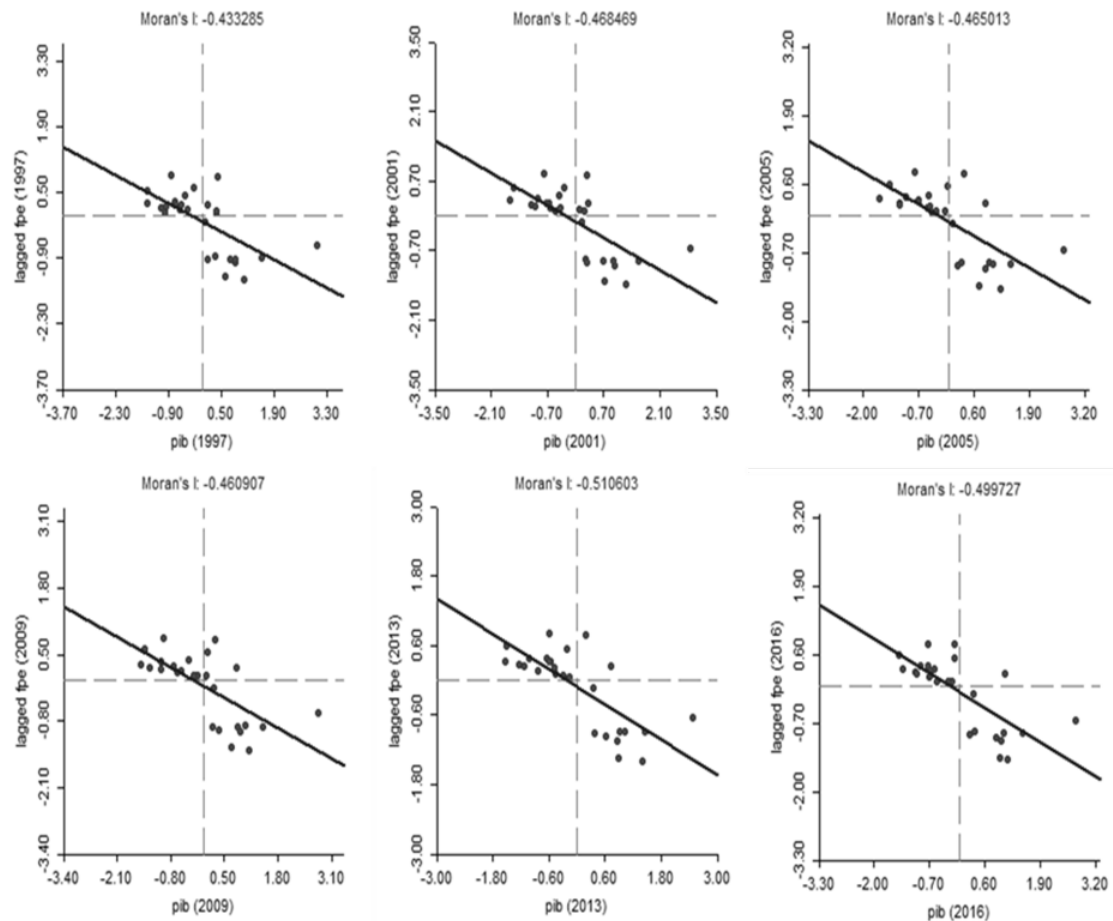 Moran's I: -0.433285
3.30
1.90
0.50
-0.90
-2.30
-3.70
lagged fpe (1997)
-3.70 -2.30 -0.90 0.50 1.90 3.30
pib (1997)
Moran's I: -0.468469
3.50
2.10
0.70
-0.70
-2.10
-3.50
lagged fpe (2001)
-3.50 -2.10 -0.70 0.70 2.10 3.50
pib (2001)
Moran's I: -0.465013
3.20
1.90
0.60
-0.70
-2.00
-3.30
lagged fpe (2005)
-3.30 -2.00 -0.70 0.60 1.90 3.20
pib (2005)
Moran's I: -0.460907
3.10
1.80
0.50
-0.80
-2.10
-3.40
lagged fpe (2009)
-3.40 -2.10 -0.80 0.50 1.80 3.10
pib (2009)
Moran's I: -0.510603
3.00
1.80
0.60
-0.60
-1.80
-3.00
lagged fpe (2013)
-3.00 -1.80 -0.60 0.60 1.80 3.00
pib (2013)
Moran's I: -0.499727
3.20
1.90
0.60
-0.70
-2.00
-3.30
lagged fpe (2016)
-3.30 -2.00 -0.70 0.60 1.90 3.20
pib (2016)